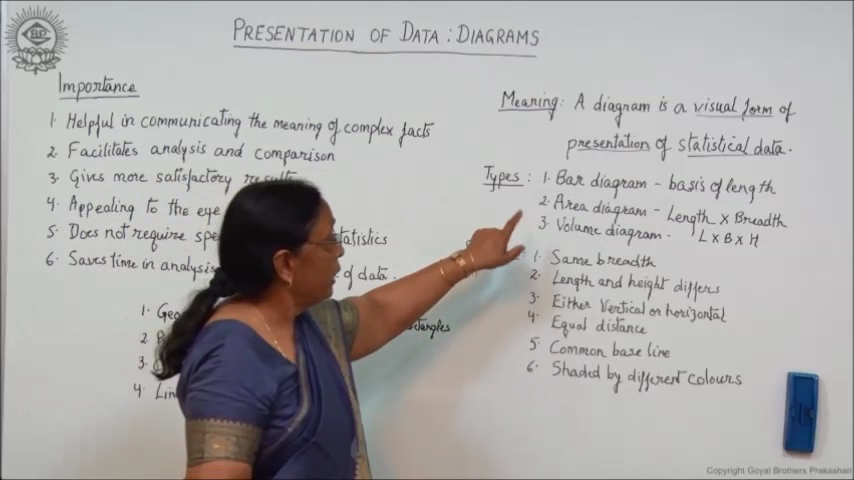 PRESENTATION OF DATA : DIAGRAMS
Importance
1. Helpful in communicating the meaning of complex facts
2. Facilitates analysis and comparison
3. Gives more satisfactory results
4. Appealing to the eye
5. Does not require statistics
6. Saves time in analysis of data.
1.
2.
3.
4.
Meaning : A diagram is a visual form of
presentation of statistical data.
Types : 1. Bar diagram - basis of length
2. Area diagram - Length X Breadth
3. Volume diagram. L X B X H
: 1. Same breadth
2. Length and height differs
3. Either Vertical or horizontal
4. Equal distance
5. Common base line
6. Shaded by different colours
Copyright Goyal Brothers Prakashan